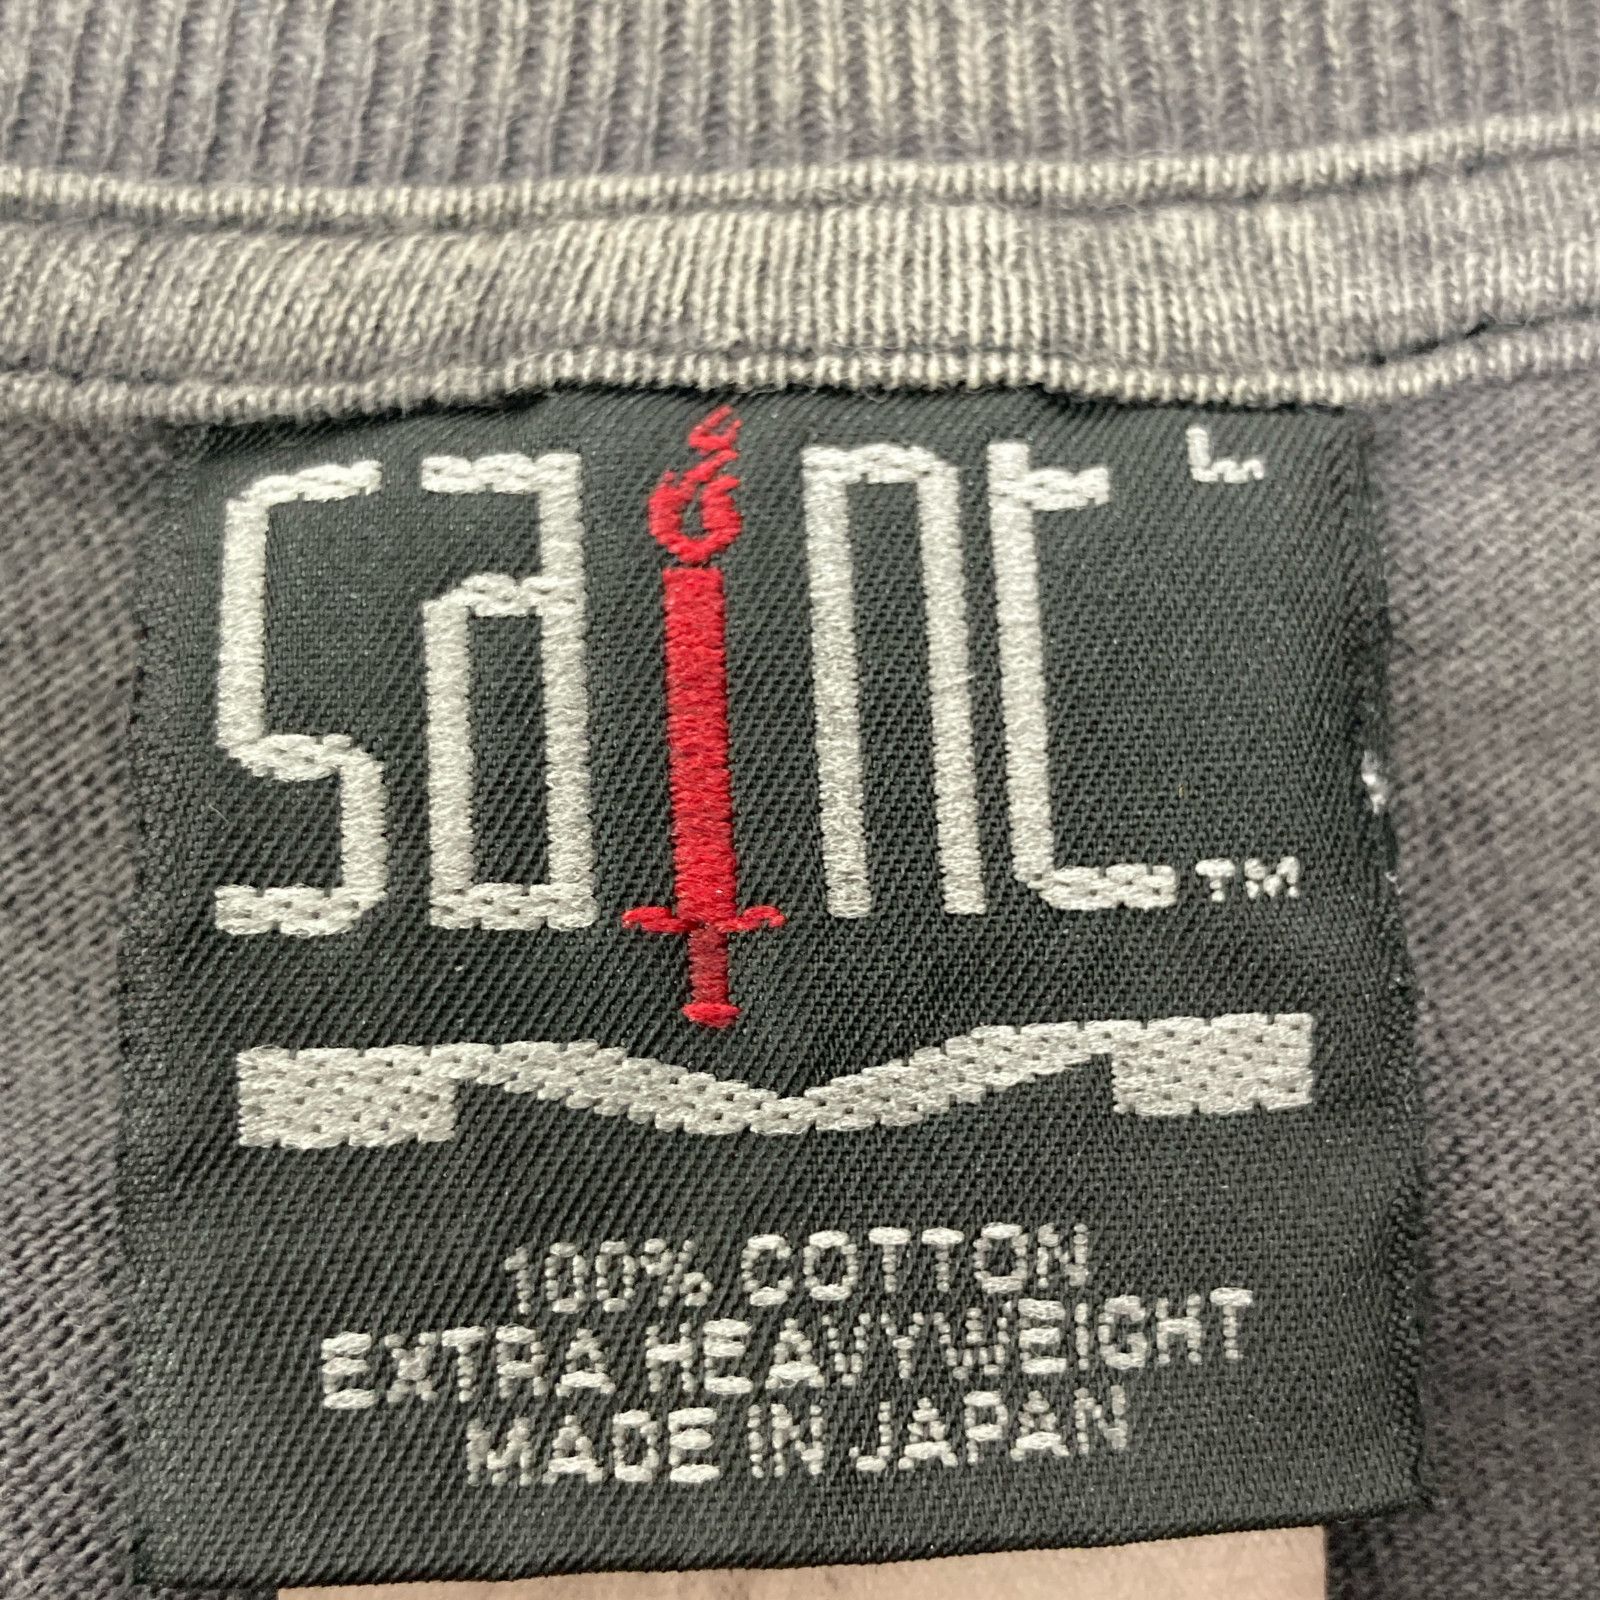 saint L
TM
100% COTTON
EXTRA HEAVYWEIGHT
MADE IN JAPAN